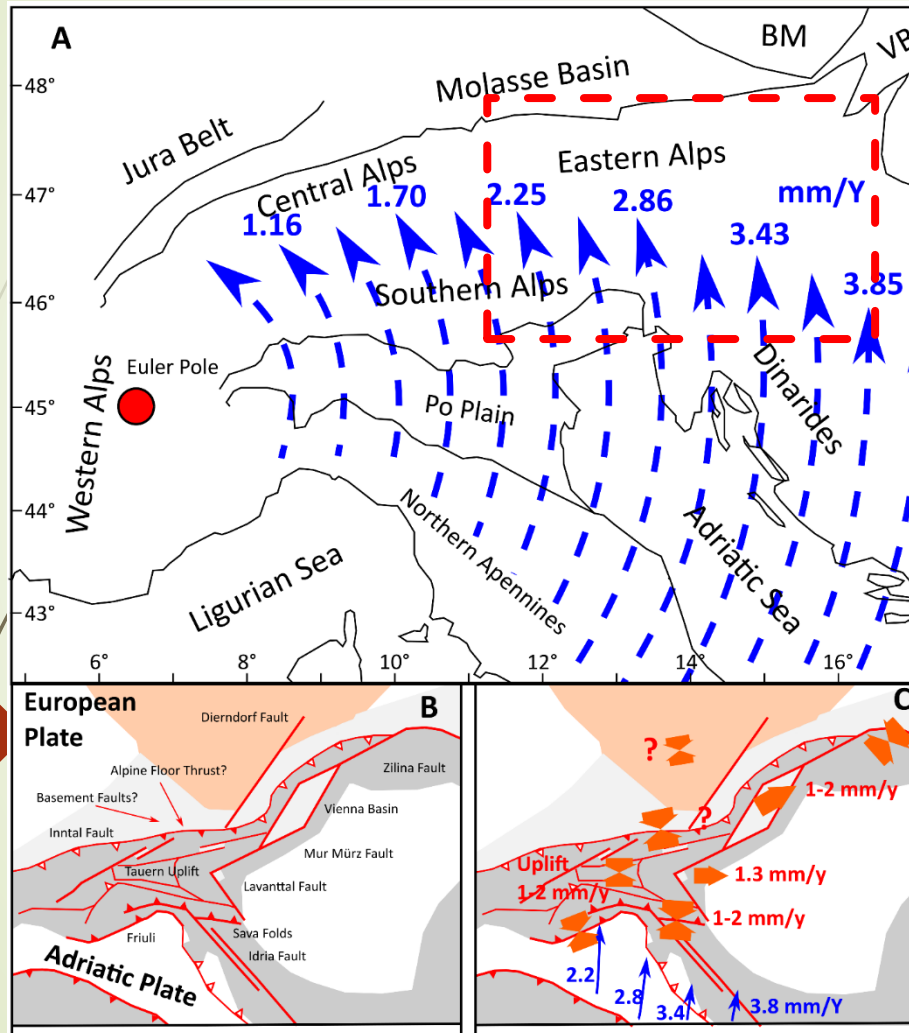 A
BM
VB
48°
Molasse Basin
Jura Belt
Eastern Alps
47°
Central Alps
1.16
1.70
2.25
2.86
mm/Y
3.43
3.85
46°
Southern Alps
Euler Pole
45°
Western Alps
Po Plain
Dinarides
44°
Northern Apennines
Adriatic Sea
Ligurian Sea
43°
6°
8°
10°
12°
14°
16°
European
Plate
B
Dierndorf Fault
Alpine Floor Thrust?
Zilina Fault
Basement Faults?
Vienna Basin
Inntal Fault
Mur Mürz Fault
Tauern Uplift
Lavanttal Fault
Friuli
Sava Folds
Idria Fault
Adriatic Plate
C
?
1-2 mm/y
?
Uplift
1-2 mm/y
1.3 mm/y
1-2 mm/y
2.2
2.8
3.4
3.8 mm/Y